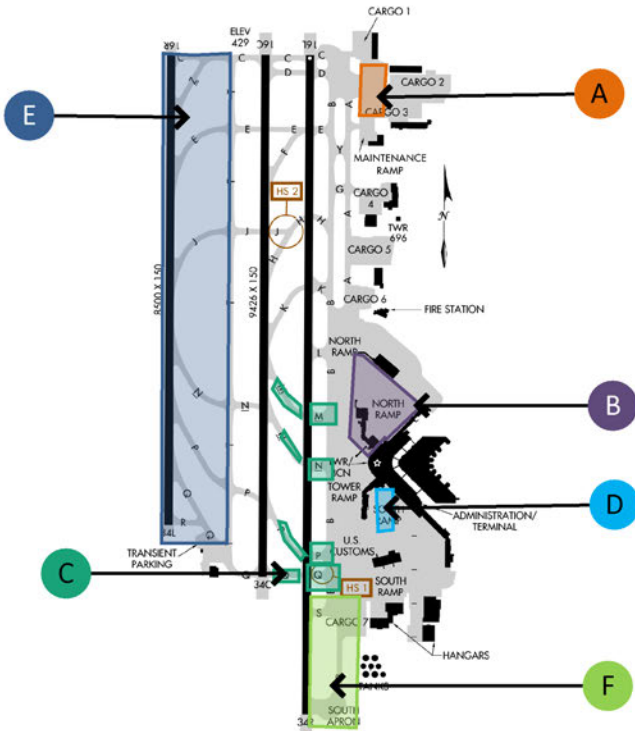 CARGO 1
ELEV
429
16R
16C
16L
C
C
C
C
D
D
Z
CARGO 2
A
E
B
A
CARGO 3
E
E
E
F
E
Y
MAINTENANCE
RAMP
HS 2
G
CARGO
4
A
N
TWR
696
J
J
J
H
H
H
CARGO 5
8500 X 150
9426 X 150
K
K
A
B
CARGO 6
FIRE STATION
NORTH
RAMP
L
B
M
NORTH
RAMP
B
N
N
N
TWR/
TOWER
RAMP
P
P
Q
D
ADMINISTRATION/
TERMINAL
R
Q
34L
B
U.S.
CUSTOMS
TRANSIENT
PARKING
P
C
Q
Q
34C
HS 1
SOUTH
RAMP
S
CARGO 7
HANGARS
TANKS
F
SOUTH
APRON
34R